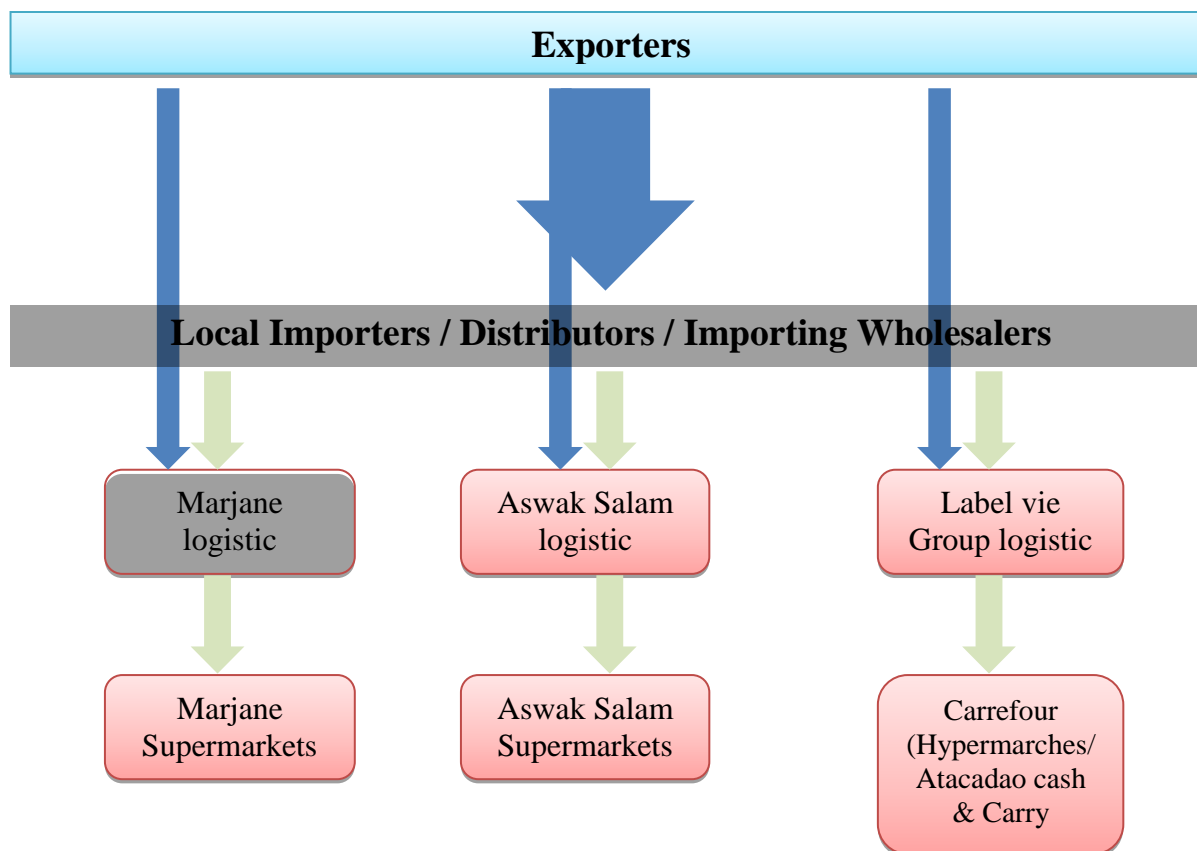 Exporters
Local Importers / Distributors / Importing Wholesalers
Marjane
logistic
Aswak Salam
logistic
Label vie
Group logistic
Marjane
Supermarkets
Aswak Salam
Supermarkets
Carrefour
(Hypermarches/
Atacadao cash
& Carry